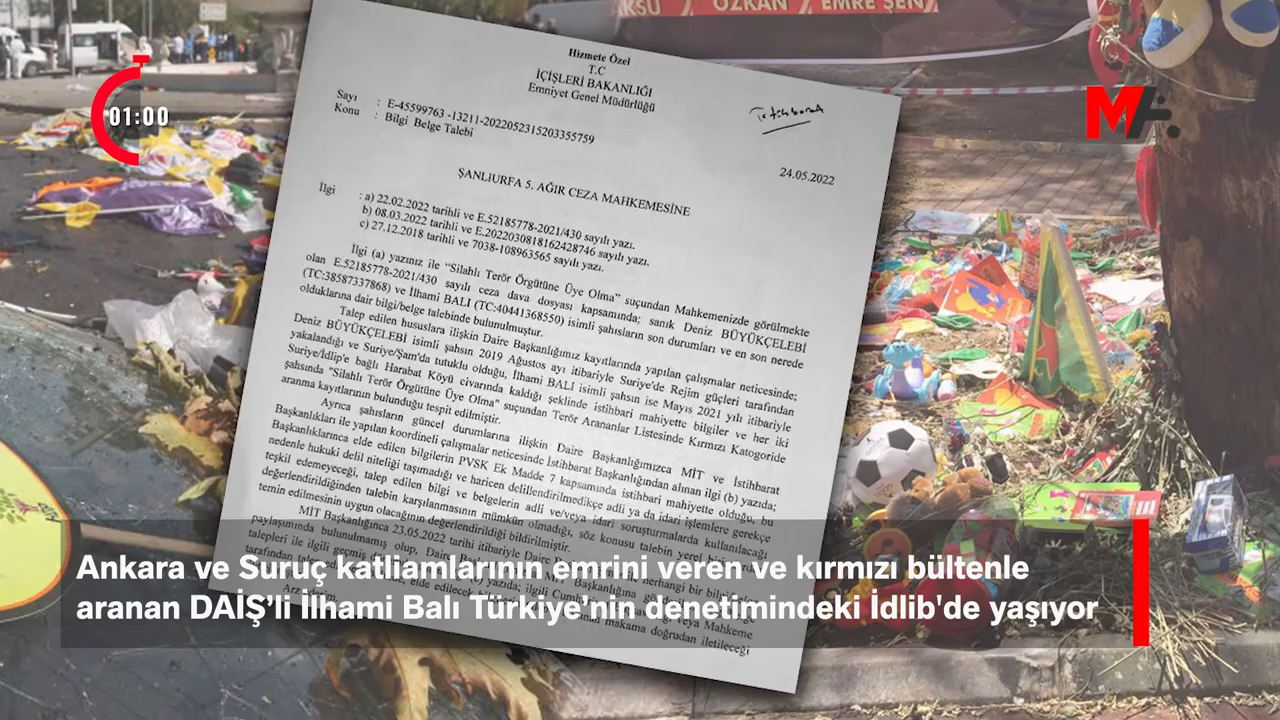 AKSU / ÖZKAN / EMRE ŞEN
01:00
MA.
Hizmete Özel
T.C
İÇİŞLERİ BAKANLIĞI
Emniyet Genel Müdürlüğü
Sayı : E-45599763 -13211-2022052315203355759
Konu : Bilgi Belge Talebi
24.05.2022
ŞANLIURFA 5. AĞIR CEZA MAHKEMESİNE
İlgi : a) 22.02.2022 tarihli ve E.52185778-2021/430 sayılı yazı.
b) 08.03.2022 tarihli ve E.2022030818162428746 sayılı yazı.
c) 27.12.2018 tarihli ve 7038-108963565 sayılı yazı.
İlgi (a) yazınız ile "Silahlı Terör Örgütüne Üye Olma" suçundan Mahkemenizde görülmekte
olan E.52185778-2021/430 sayılı ceza dava dosyası kapsamında; sanık Deniz BÜYÜKÇELEBİ
(TC:38587337868) ve İlhami BALI (TC:40441368550) isimli şahısların son durumları ve en son nerede
olduklarına dair bilgi/belge talebinde bulunulmuştur.
Talep edilen hususlara ilişkin Daire Başkanlığımız kayıtlarında yapılan çalışmalar neticesinde;
Deniz BÜYÜKÇELEBİ isimli şahsın 2019 Ağustos ayı itibariyle Suriye'de Rejim güçleri tarafından
yakalandığı ve Suriye/Şam'da tutuklu olduğu, İlhami BALI isimli şahsın ise Mayıs 2021 yılı itibariyle
Suriye/İdlip'e bağlı Harabat Köyü civarında kaldığı şeklinde istihbari mahiyette bilgiler ve her iki
şahsında "Silahlı Terör Örgütüne Üye Olma" suçundan Terör Arananlar Listesinde Kırmızı Katogoride
aranma kayıtlarının bulunduğu tespit edilmiştir.
Ayrıca şahısların güncel durumlarına ilişkin Daire Başkanlığımızca MİT ve İstihbarat
Başkanlıkları ile yapılan koordineli çalışmalar neticesinde İstihbarat Başkanlığından alınan ilgi (b) yazıda;
Başkanlıklarınca elde edilen bilgilerin PVSK Ek Madde 7 kapsamında istihbari mahiyette olduğu, bu
nedenle hukuki delil niteliği taşımadığı ve haricen delillendirilmedikçe adli ya da idari işlemlere gerekçe
teşkil edemeyeceği, talep edilen bilgi ve belgelerin adli ve/veya idari soruşturmalarda kullanılacağı
değerlendirildiğinden talebin karşılanmasının mümkün olmadığı, söz konusu talebin yerel
temin edilmesinin uygun olacağının değerlendirildiği bildirilmiştir.
MİT Başkanlığınca 23.05.2022 tarihi itibariyle Daire
paylaşımında bulunulmamış olup, Daire
Ankara ve Suruç katliamlarının emrini veren ve kırmızı bültenle
aranan DAİŞ’li İlhami Balı Türkiye’nin denetimindeki İdlib'de yaşıyor